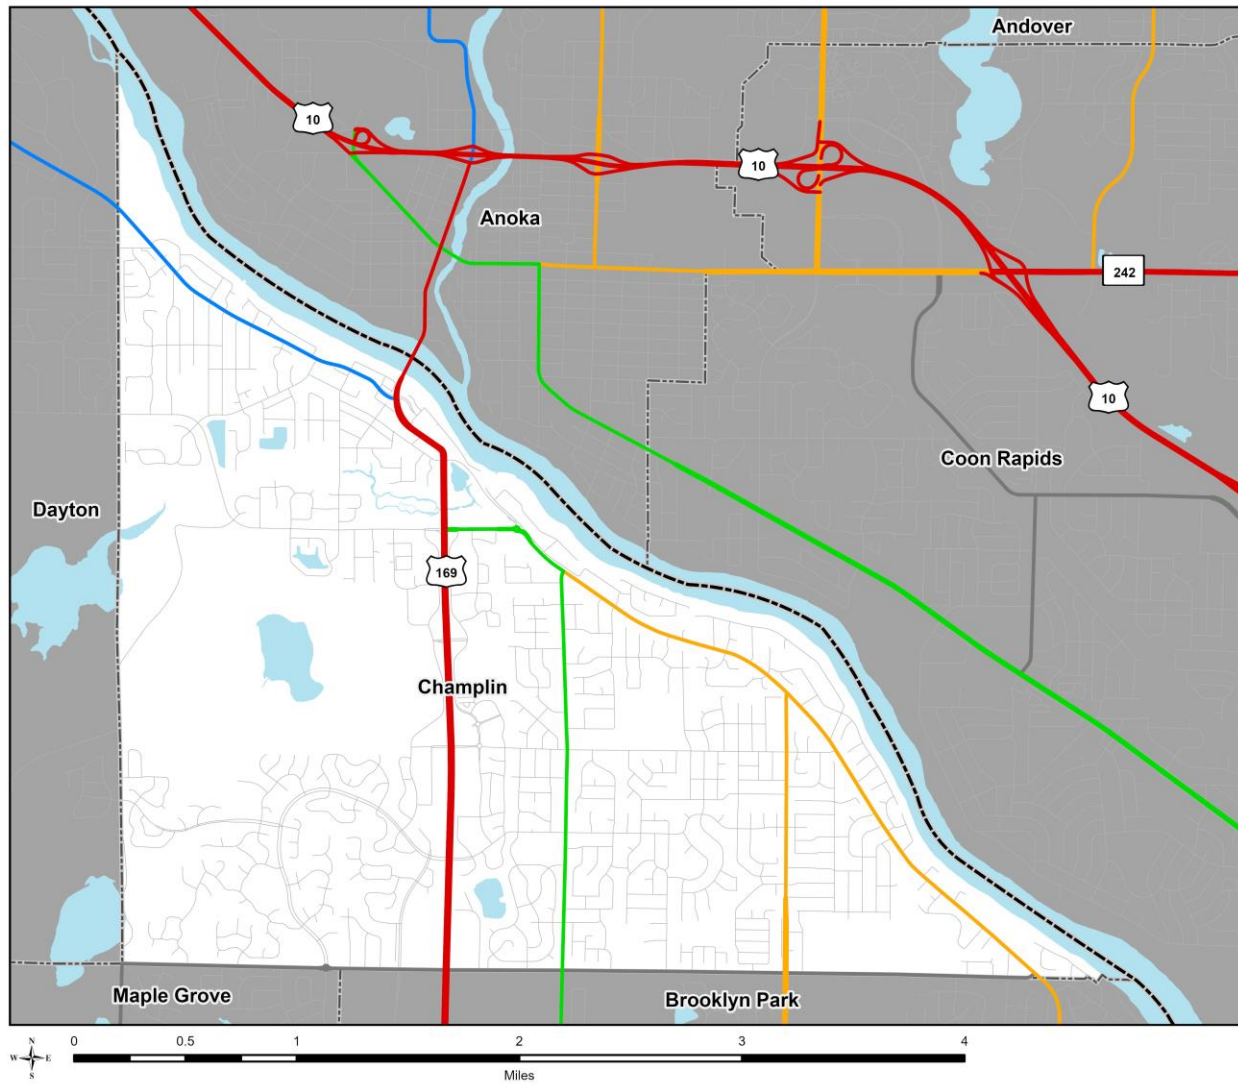 Andover
10
10
Anoka
242
10
Coon Rapids
Dayton
169
Champlin
Maple Grove
Brooklyn Park
N
W E
S
0 0.5 1 2 3 4
Miles